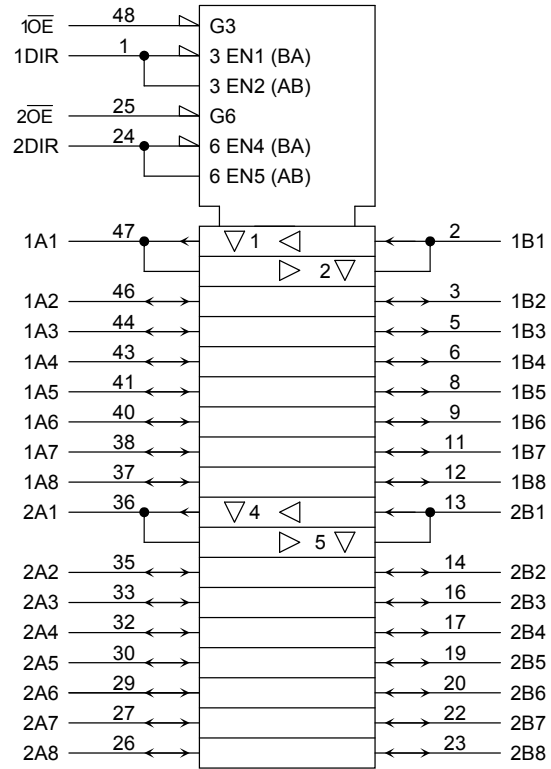 1O̅E̅ 48 G3
1DIR 1 3 EN1 (BA)
3 EN2 (AB)
2O̅E̅ 25 G6
2DIR 24 6 EN4 (BA)
6 EN5 (AB)
1A1 47 ▽ 1 ◁ 2 1B1
▷ 2 ▽
1A2 46 3 1B2
1A3 44 5 1B3
1A4 43 6 1B4
1A5 41 8 1B5
1A6 40 9 1B6
1A7 38 11 1B7
1A8 37 12 1B8
2A1 36 ▽ 4 ◁ 13 2B1
▷ 5 ▽
2A2 35 14 2B2
2A3 33 16 2B3
2A4 32 17 2B4
2A5 30 19 2B5
2A6 29 20 2B6
2A7 27 22 2B7
2A8 26 23 2B8